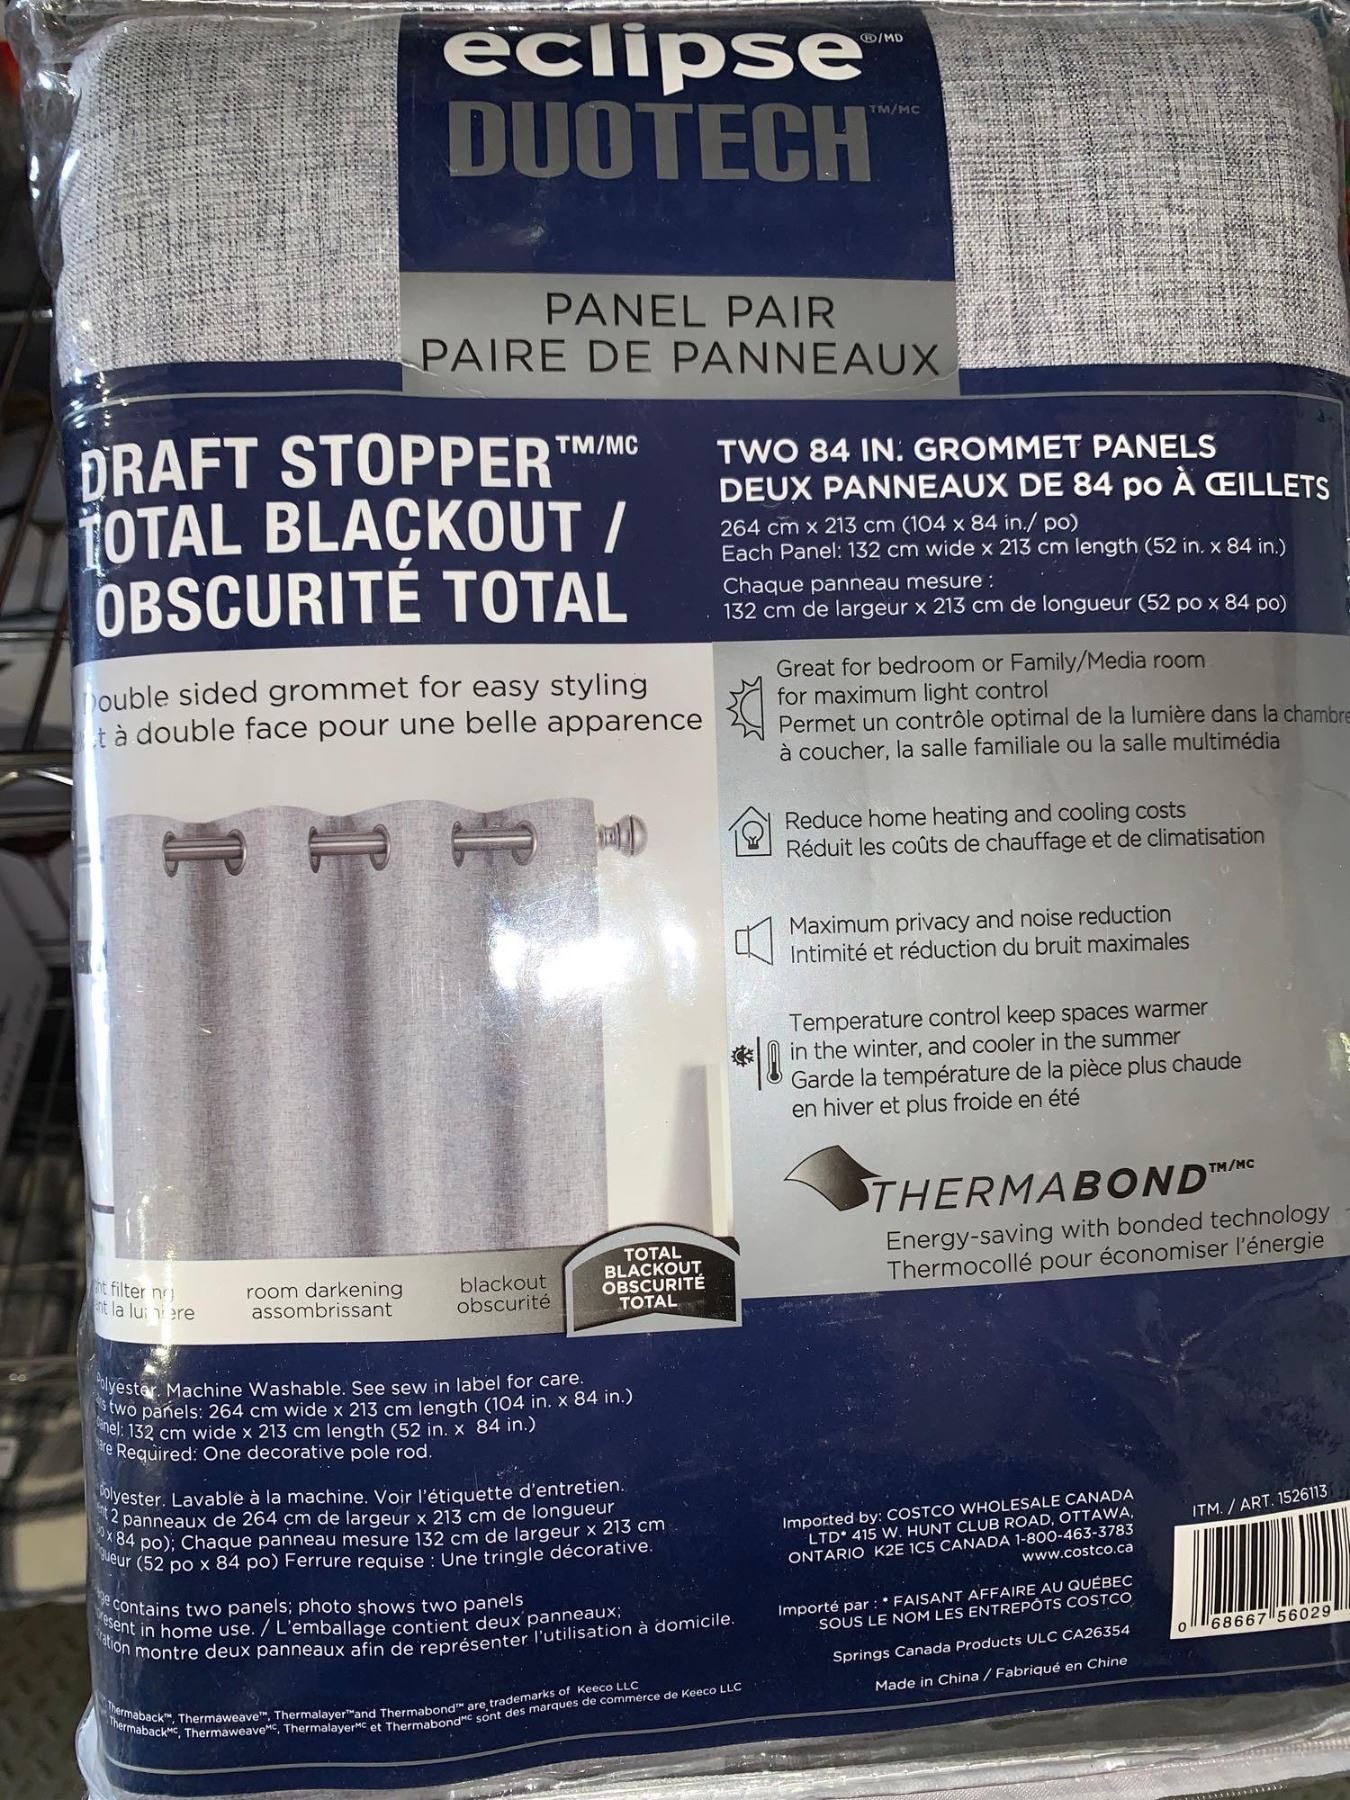 eclipse®/MD
DUOTECH™/MC
PANEL PAIR
PAIRE DE PANNEAUX
DRAFT STOPPER™/MC
TOTAL BLACKOUT /
OBSCURITÉ TOTAL
TWO 84 IN. GROMMET PANELS
DEUX PANNEAUX DE 84 po À ŒILLETS
264 cm x 213 cm (104 x 84 in./ po)
Each Panel: 132 cm wide x 213 cm length (52 in. x 84 in.)
Chaque panneau mesure :
132 cm de largeur x 213 cm de longueur (52 po x 84 po)
Double sided grommet for easy styling
à double face pour une belle apparence
Great for bedroom or Family/Media room
for maximum light control
Permet un contrôle optimal de la lumière dans la chambre
à coucher, la salle familiale ou la salle multimédia
Reduce home heating and cooling costs
Réduit les coûts de chauffage et de climatisation
Maximum privacy and noise reduction
Intimité et réduction du bruit maximales
Temperature control keep spaces warmer
in the winter, and cooler in the summer
Garde la température de la pièce plus chaude
en hiver et plus froide en été
THERMABOND™/MC
Energy-saving with bonded technology
Thermocollé pour économiser l'énergie
filtering
la lumière
room darkening
assombrissant
blackout
obscurité
TOTAL
BLACKOUT
OBSCURITÉ
TOTAL
Polyester. Machine Washable. See sew in label for care.
two panels: 264 cm wide x 213 cm length (104 in. x 84 in.)
132 cm wide x 213 cm length (52 in. x 84 in.)
Required: One decorative pole rod.
Polyester. Lavable à la machine. Voir l'étiquette d'entretien.
2 panneaux de 264 cm de largeur x 213 cm de longueur
x 84 po); Chaque panneau mesure 132 cm de largeur x 213 cm
(52 po x 84 po) Ferrure requise : Une tringle décorative.
contains two panels; photo shows two panels
in home use. / L'emballage contient deux panneaux;
montre deux panneaux afin de représenter l'utilisation à domicile.
Thermaback™, Thermaweave™, Thermalayer™ and Thermabond™ are trademarks of Keeco LLC
ThermabackMC, ThermaweaveMC, ThermalayerMC et ThermabondMC sont des marques de commerce de Keeco LLC
Imported by: COSTCO WHOLESALE CANADA
LTD* 415 W. HUNT CLUB ROAD, OTTAWA,
ONTARIO K2E 1C5 CANADA 1-800-463-3783
www.costco.ca
Importé par : * FAISANT AFFAIRE AU QUÉBEC
SOUS LE NOM LES ENTREPÔTS COSTCO
Springs Canada Products ULC CA26354
Made in China / Fabriqué en Chine
ITM. / ART. 1526113
0 68667 56029